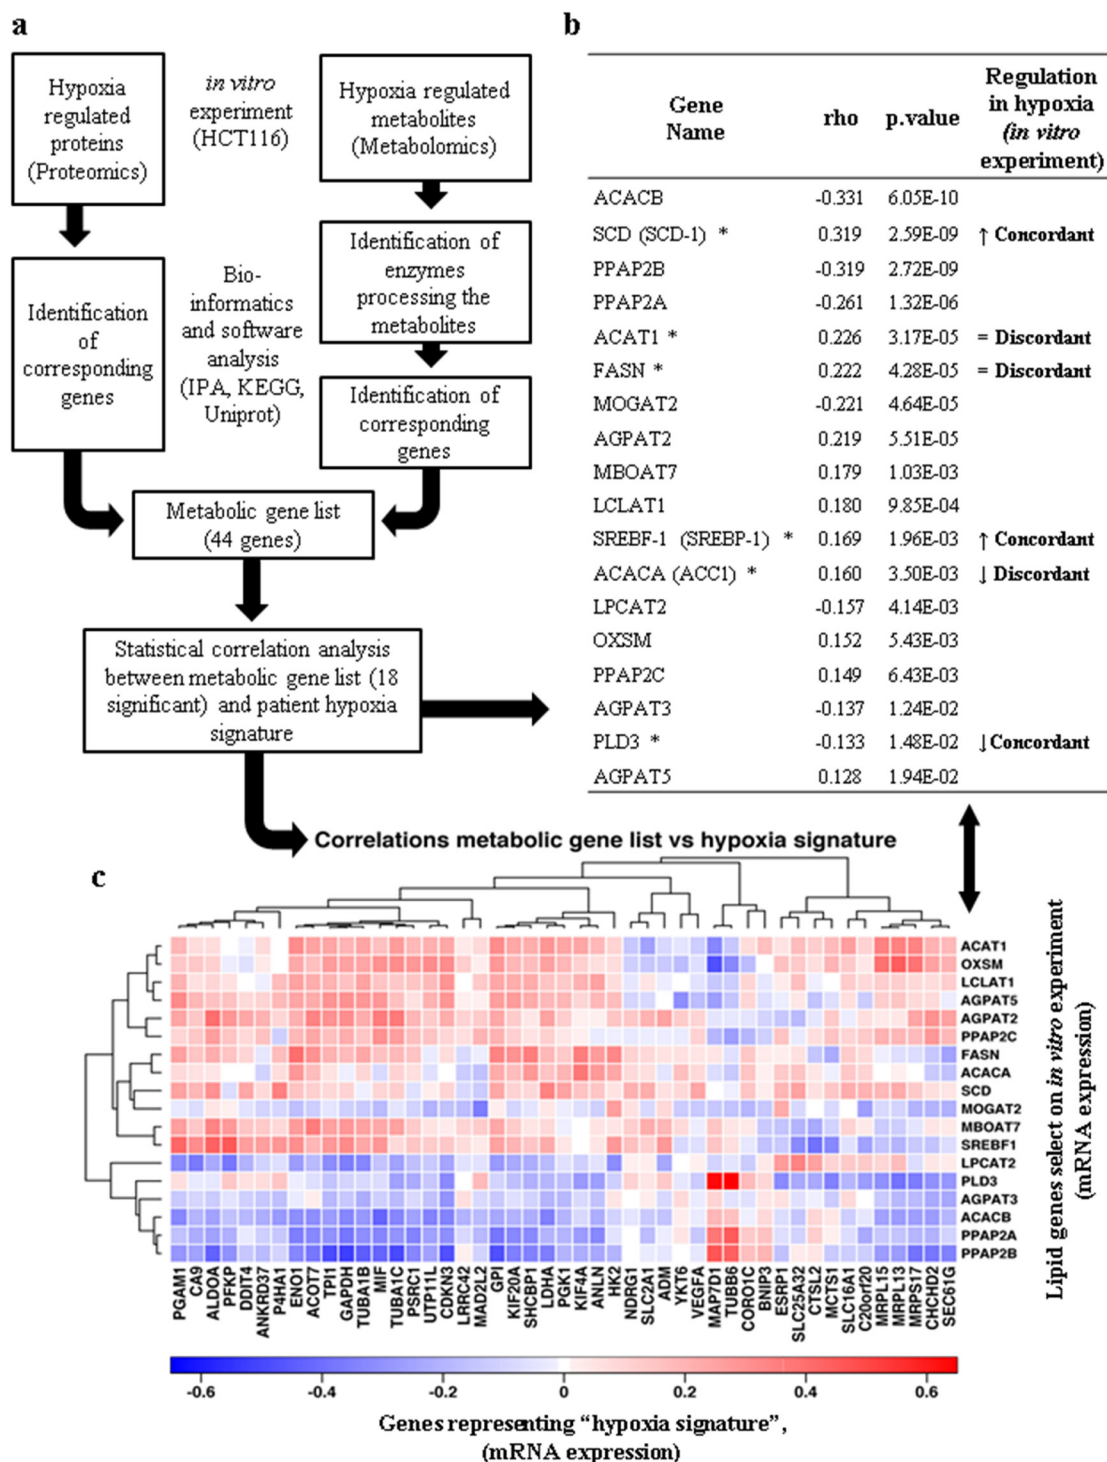 a
Hypoxia
regulated
proteins
(Proteomics)
in vitro
experiment
(HCT116)
Hypoxia regulated
metabolites
(Metabolomics)
Identification
of
corresponding
genes
Bio-
informatics
and software
analysis
(IPA, KEGG,
Uniprot)
Identification of
enzymes
processing the
metabolites
Identification of
corresponding
genes
Metabolic gene list
(44 genes)
Statistical correlation analysis
between metabolic gene list (18
significant) and patient hypoxia
signature
b
Gene Name rho p.value Regulation in hypoxia (in vitro experiment)
ACACB -0.331 6.05E-10
SCD (SCD-1) * 0.319 2.59E-09 ↑ Concordant
PPAP2B -0.319 2.72E-09
PPAP2A -0.261 1.32E-06
ACAT1 * 0.226 3.17E-05 = Discordant
FASN * 0.222 4.28E-05 = Discordant
MOGAT2 -0.221 4.64E-05
AGPAT2 0.219 5.51E-05
MBOAT7 0.179 1.03E-03
LCLAT1 0.180 9.85E-04
SREBF-1 (SREBP-1) * 0.169 1.96E-03 ↑ Concordant
ACACA (ACC1) * 0.160 3.50E-03 ↓ Discordant
LPCAT2 -0.157 4.14E-03
OXSM 0.152 5.43E-03
PPAP2C 0.149 6.43E-03
AGPAT3 -0.137 1.24E-02
PLD3 * -0.133 1.48E-02 ↓ Concordant
AGPAT5 0.128 1.94E-02
Correlations metabolic gene list vs hypoxia signature
c
ACAT1
OXSM
LCLAT1
AGPAT5
AGPAT2
PPAP2C
FASN
ACACA
SCD
MOGAT2
MBOAT7
SREBF1
LPCAT2
PLD3
AGPAT3
ACACB
PPAP2A
PPAP2B
Lipid genes select on in vitro experiment
(mRNA expression)
PGAM1
CA9
ALDOA
PFKP
DDIT4
ANKRD37
P4HA1
ENO1
ACOT7
TPI1
GAPDH
TUBA1B
MIF
TUBA1C
PSRC1
UTP11L
CDKN3
LRRC42
MAD2L2
GPI
KIF20A
SHCBP1
LDHA
PGK1
KIF4A
ANLN
HK2
NDRG1
SLC2A1
ADM
YKT6
VEGFA
MAP7D1
TUBB6
CORO1C
BNIP3
ESRP1
SLC25A32
CTSL2
MCTS1
SLC16A1
C20orf20
MRPL15
MRPL13
MRPS17
CHCHD2
SEC61G
-0.6 -0.4 -0.2 0 0.2 0.4 0.6
Genes representing “hypoxia signature”,
(mRNA expression)